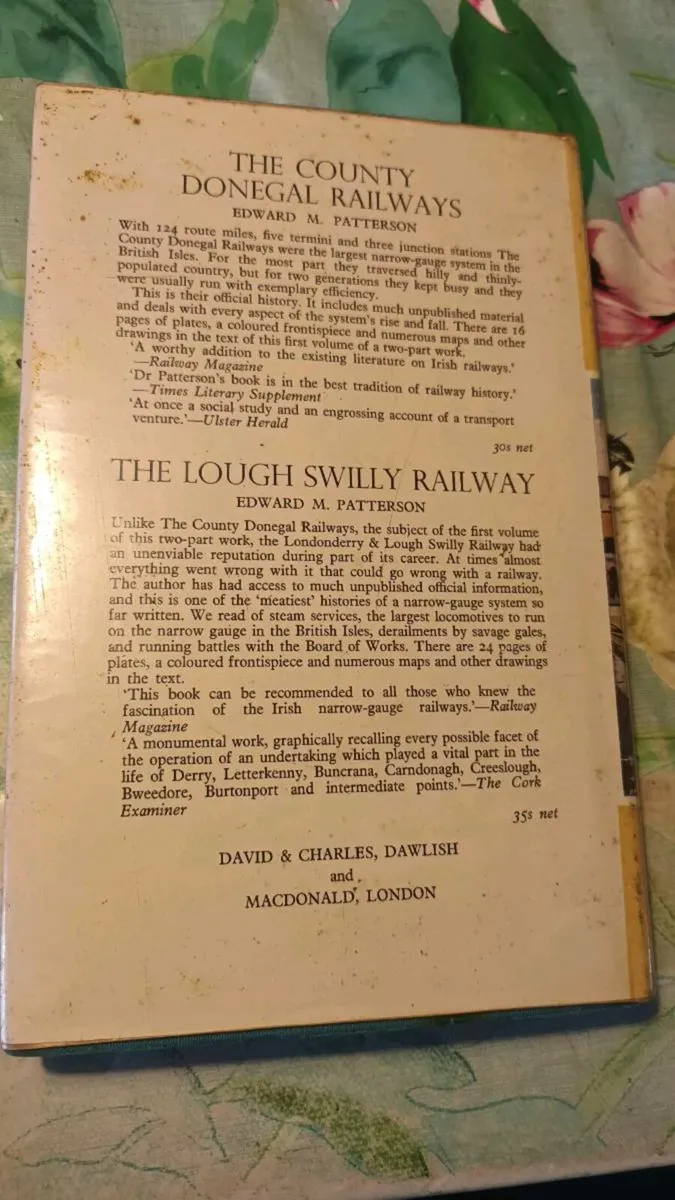 THE COUNTY
DONEGAL RAILWAYS
EDWARD M. PATTERSON
With 124 route miles, five termini and three junction stations The
County Donegal Railways were the largest narrow-gauge system in the
British Isles. For the most part they traversed hilly and thinly-
populated country, but for two generations they kept busy and they
were usually run with exemplary efficiency.
This is their official history. It includes much unpublished material
and deals with every aspect of the system's rise and fall. There are 16
pages of plates, a coloured frontispiece and numerous maps and other
drawings in the text of this first volume of a two-part work.
'A worthy addition to the existing literature on Irish railways.'
—Railway Magazine
'Dr Patterson's book is in the best tradition of railway history.'
—Times Literary Supplement
'At once a social study and an engrossing account of a transport
venture.'—Ulster Herald
30s net
THE LOUGH SWILLY RAILWAY
EDWARD M. PATTERSON
Unlike The County Donegal Railways, the subject of the first volume
of this two-part work, the Londonderry & Lough Swilly Railway had
an unenviable reputation during part of its career. At times almost
everything went wrong with it that could go wrong with a railway.
The author has had access to much unpublished official information,
and this is one of the 'meatiest' histories of a narrow-gauge system so
far written. We read of steam services, the largest locomotives to run
on the narrow gauge in the British Isles, derailments by savage gales,
and running battles with the Board of Works. There are 24 pages of
plates, a coloured frontispiece and numerous maps and other drawings
in the text.
'This book can be recommended to all those who knew the
fascination of the Irish narrow-gauge railways.'—Railway
Magazine
'A monumental work, graphically recalling every possible facet of
the operation of an undertaking which played a vital part in the
life of Derry, Letterkenny, Buncrana, Carndonagh, Creeslough,
Bweedore, Burtonport and intermediate points.'—The Cork
Examiner
35s net
DAVID & CHARLES, DAWLISH
and
MACDONALD, LONDON